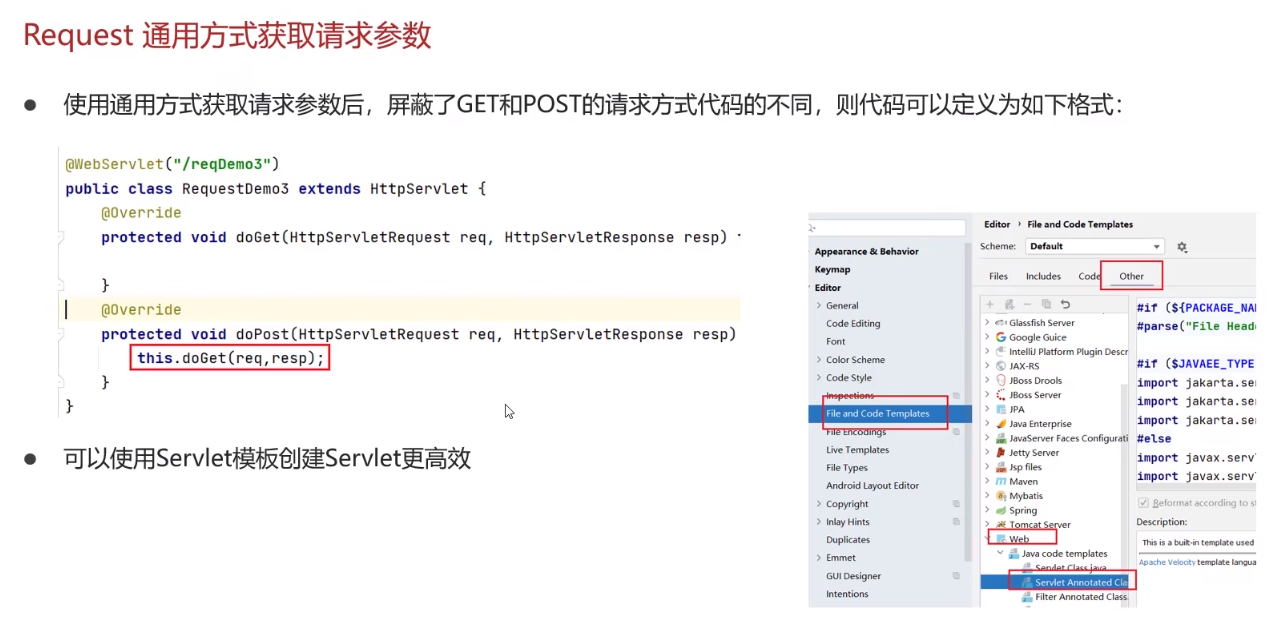 Request 通用方式获取请求参数
● 使用通用方式获取请求参数后，屏蔽了GET和POST的请求方式代码的不同，则代码可以定义为如下格式：
@WebServlet("/reqDemo3")
public class RequestDemo3 extends HttpServlet {
@Override
protected void doGet(HttpServletRequest req, HttpServletResponse resp)
}
@Override
protected void doPost(HttpServletRequest req, HttpServletResponse resp)
this.doGet(req,resp);
}
}
● 可以使用Servlet模板创建Servlet更高效
Appearance & Behavior
Keymap
Editor
General
Code Editing
Font
Color Scheme
Code Style
Inspections
File and Code Templates
File Encodings
Live Templates
File Types
Android Layout Editor
Copyright
Inlay Hints
Duplicates
Emmet
GUI Designer
Intentions
Editor › File and Code Templates
Scheme: Default
Files Includes Code Other
Glassfish Server
Google Guice
IntelliJ Platform Plugin Descr
JAX-RS
JBoss Drools
JBoss Server
JPA
Java Enterprise
JavaServer Faces Configurati
Jetty Server
Jsp files
Maven
Mybatis
Spring
Tomcat Server
Web
Java code templates
Servlet Class.java
Servlet Annotated Cla
Filter Annotated Class.
#if (${PACKAGE_NA
#parse("File Head
#if ($JAVAEE_TYPE
import jakarta.se
import jakarta.se
import jakarta.se
#else
import javax.serv
import javax.serv
Reformat according to s
Description:
This is a built-in template used
Apache Velocity template langua